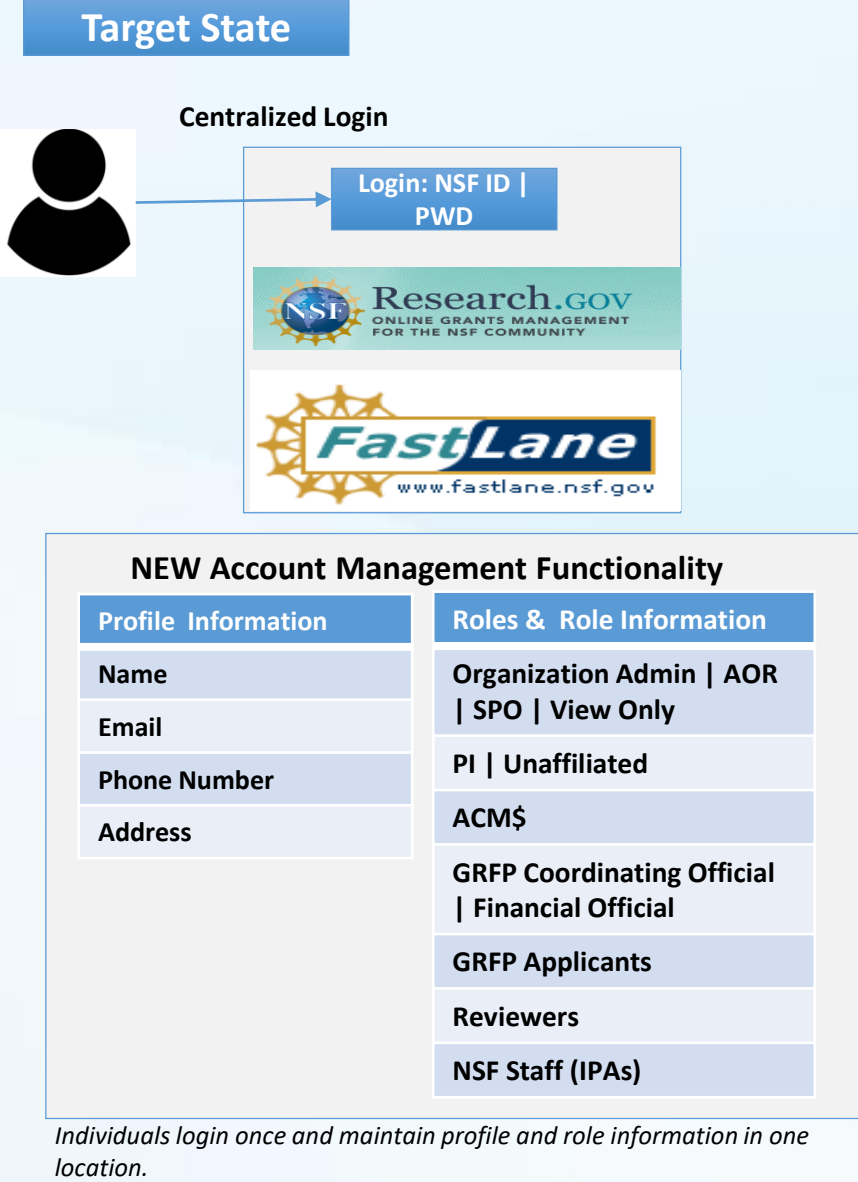 Target State
Centralized Login
Login: NSF ID |
PWD
NSF
Research.GOV
ONLINE GRANTS MANAGEMENT
FOR THE NSF COMMUNITY
FastLane
www.fastlane.nsf.gov
NEW Account Management Functionality
Profile Information
Name
Email
Phone Number
Address
Roles & Role Information
Organization Admin | AOR
| SPO | View Only
PI | Unaffiliated
ACM$
GRFP Coordinating Official
| Financial Official
GRFP Applicants
Reviewers
NSF Staff (IPAs)
Individuals login once and maintain profile and role information in one
location.